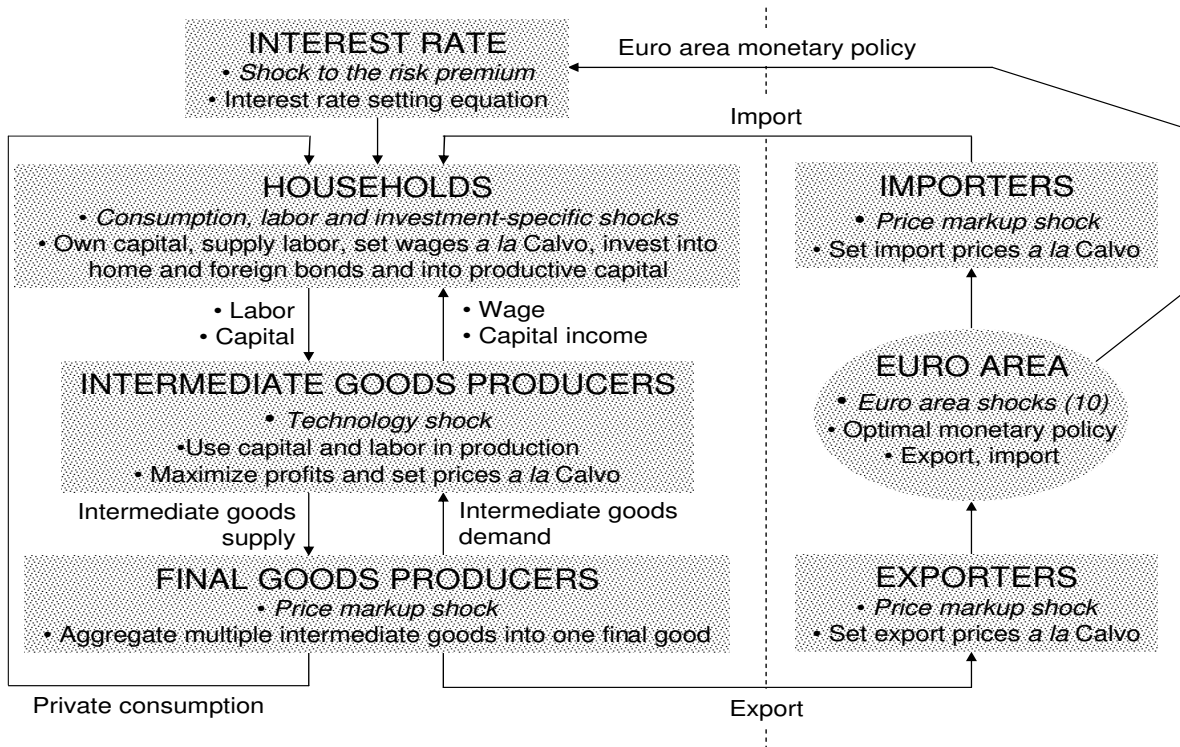 INTEREST RATE
• Shock to the risk premium
• Interest rate setting equation
Euro area monetary policy
Import
HOUSEHOLDS
• Consumption, labor and investment-specific shocks
• Own capital, supply labor, set wages a la Calvo, invest into
home and foreign bonds and into productive capital
IMPORTERS
• Price markup shock
• Set import prices a la Calvo
• Labor
• Capital
• Wage
• Capital income
INTERMEDIATE GOODS PRODUCERS
• Technology shock
•Use capital and labor in production
• Maximize profits and set prices a la Calvo
EURO AREA
• Euro area shocks (10)
• Optimal monetary policy
• Export, import
Intermediate goods
supply
Intermediate goods
demand
FINAL GOODS PRODUCERS
• Price markup shock
• Aggregate multiple intermediate goods into one final good
EXPORTERS
• Price markup shock
• Set export prices a la Calvo
Private consumption
Export